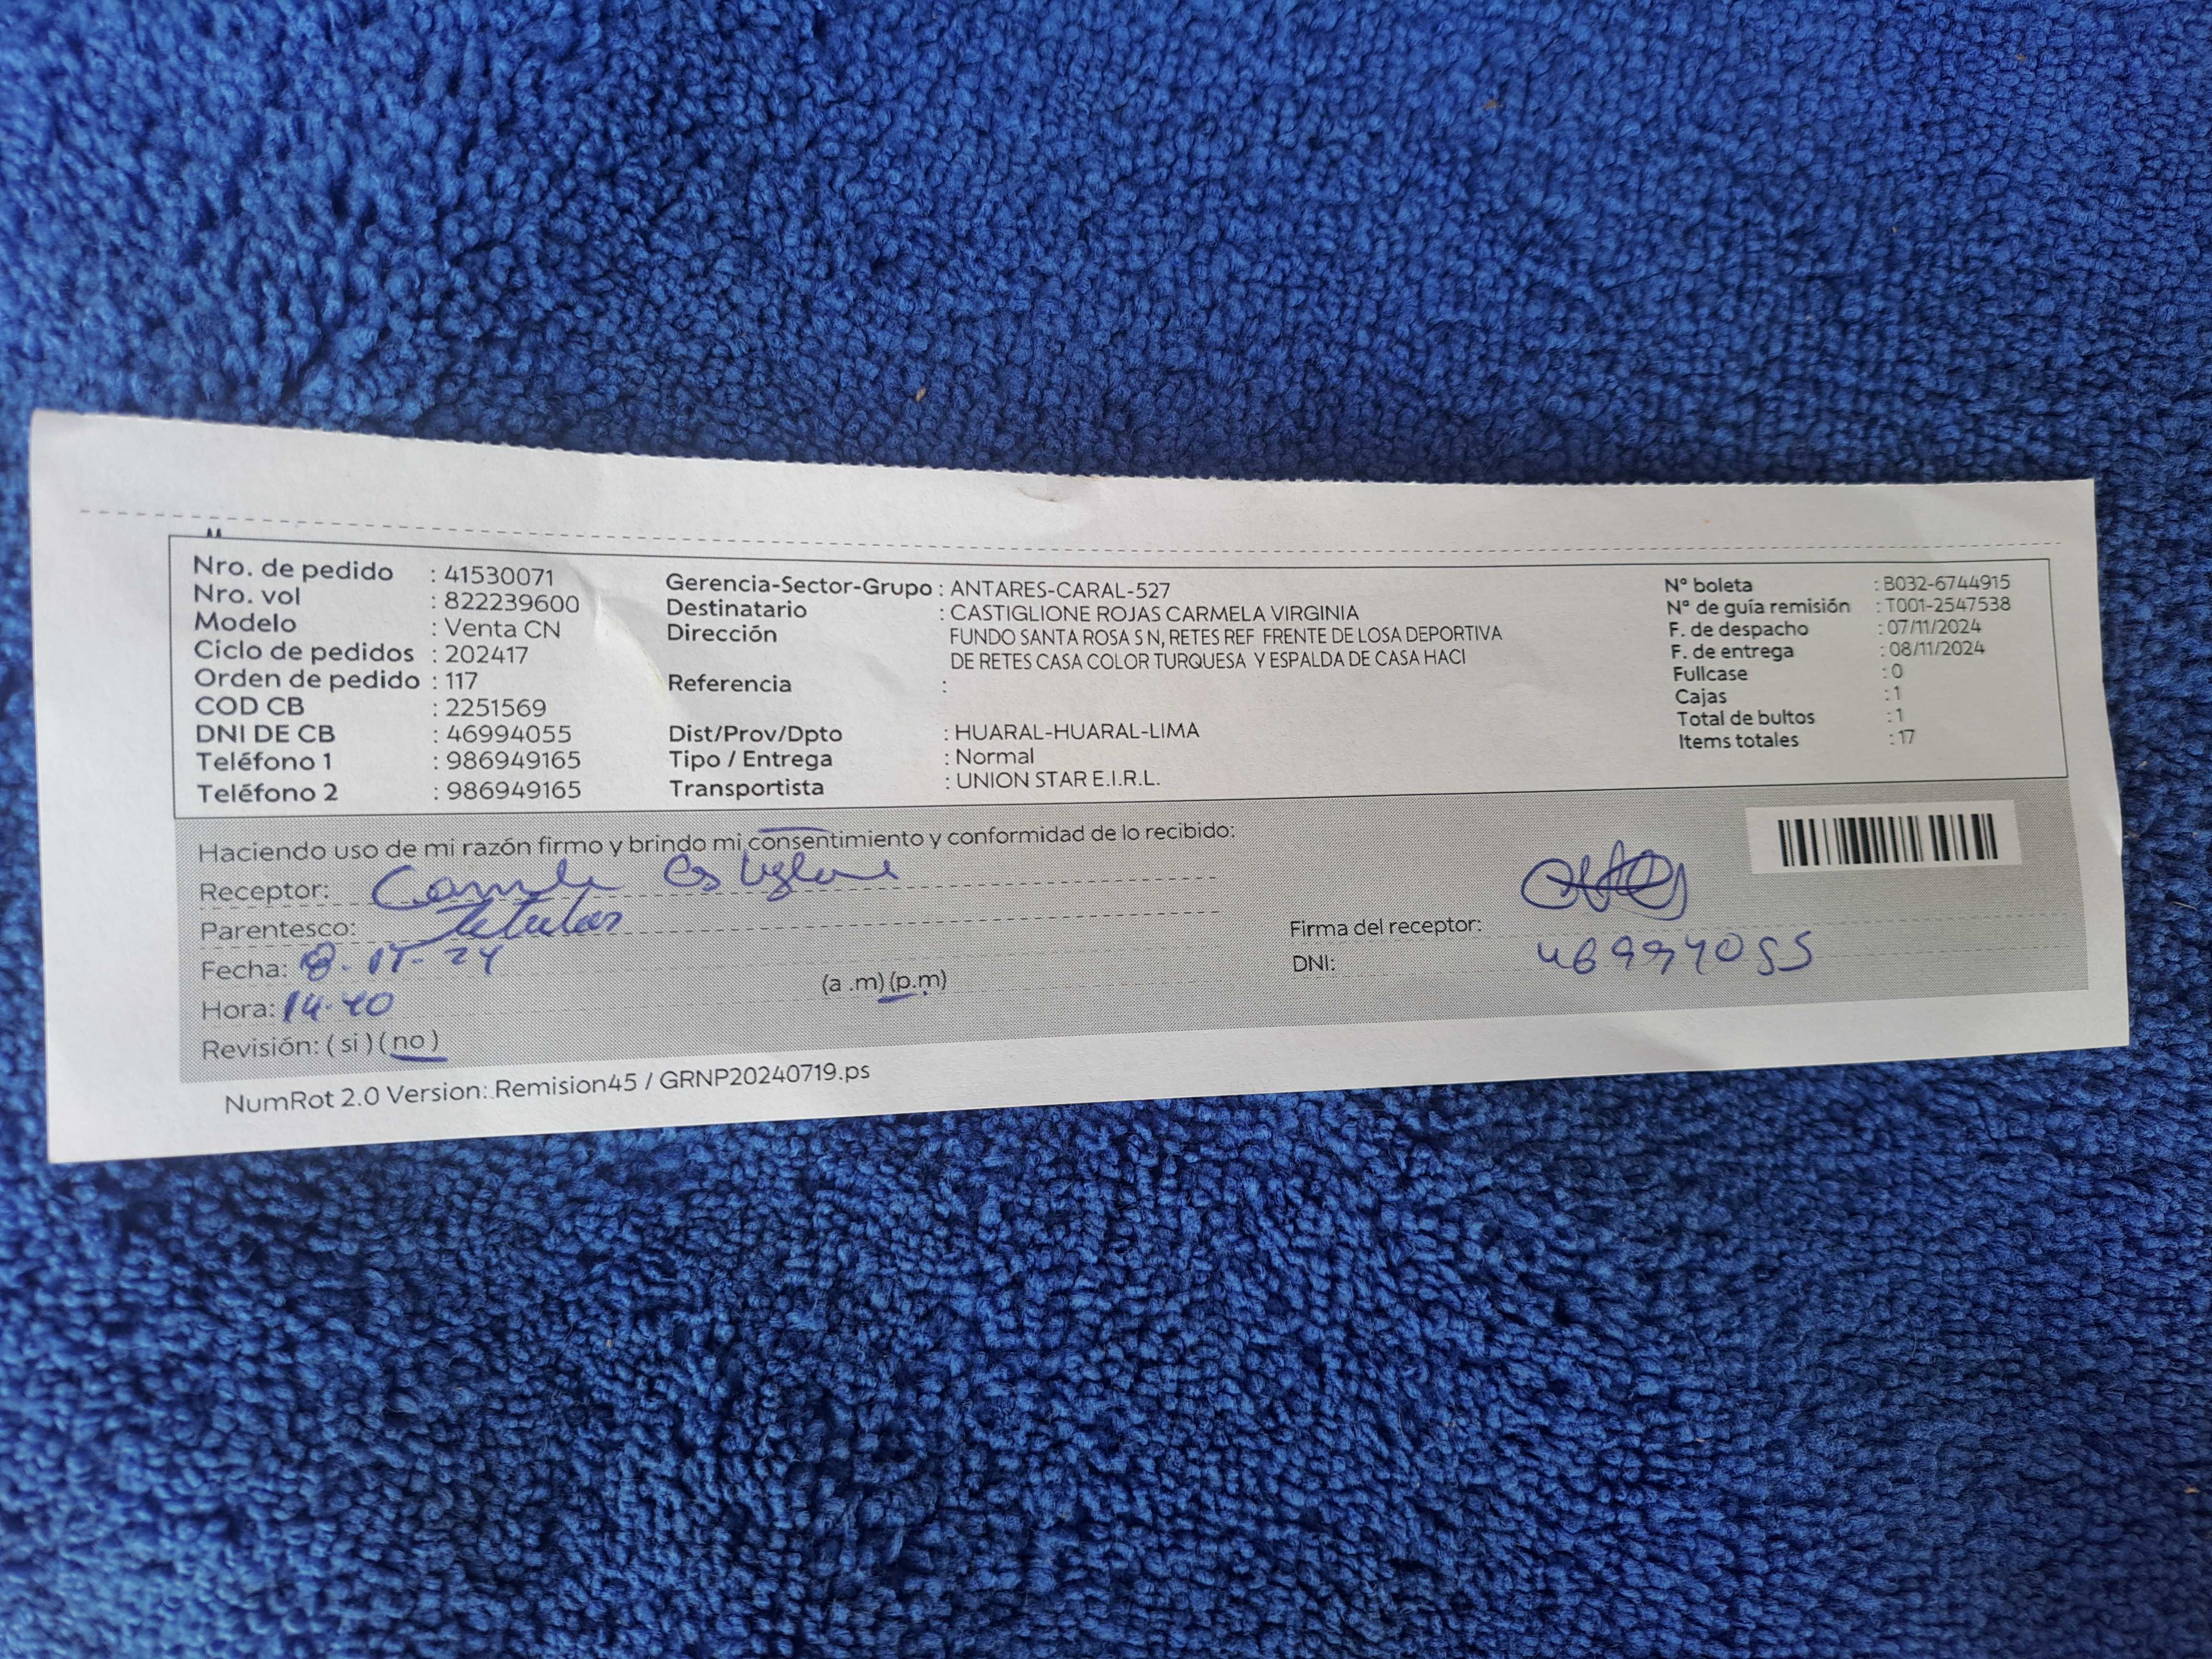 Nro. de pedido : 41530071
Nro. vol : 822239600
Modelo : Venta CN
Ciclo de pedidos : 202417
Orden de pedido : 117
COD CB : 2251569
DNI DE CB : 46994055
Teléfono 1 : 986949165
Teléfono 2 : 986949165
Gerencia-Sector-Grupo : ANTARES-CARAL-527
Destinatario : CASTIGLIONE ROJAS CARMELA VIRGINIA
Dirección FUNDO SANTA ROSA S N, RETES REF FRENTE DE LOSA DEPORTIVA
DE RETES CASA COLOR TURQUESA Y ESPALDA DE CASA HACI
Referencia :
Dist/Prov/Dpto : HUARAL-HUARAL-LIMA
Tipo / Entrega : Normal
Transportista : UNION STAR E.I.R.L.
N° boleta : B032-6744915
N° de guía remisión : T001-2547538
F. de despacho : 07/11/2024
F. de entrega : 08/11/2024
Fullcase : 0
Cajas : 1
Total de bultos : 1
Items totales : 17
Haciendo uso de mi razón firmo y brindo mi consentimiento y conformidad de lo recibido:
Receptor:
Parentesco: Titular
Fecha: 8-11-24
Hora: 14:40 (a .m) (p.m)
Revisión: ( si ) ( no )
Firma del receptor:
DNI: 46994055
NumRot 2.0 Version: Remision45 / GRNP20240719.ps